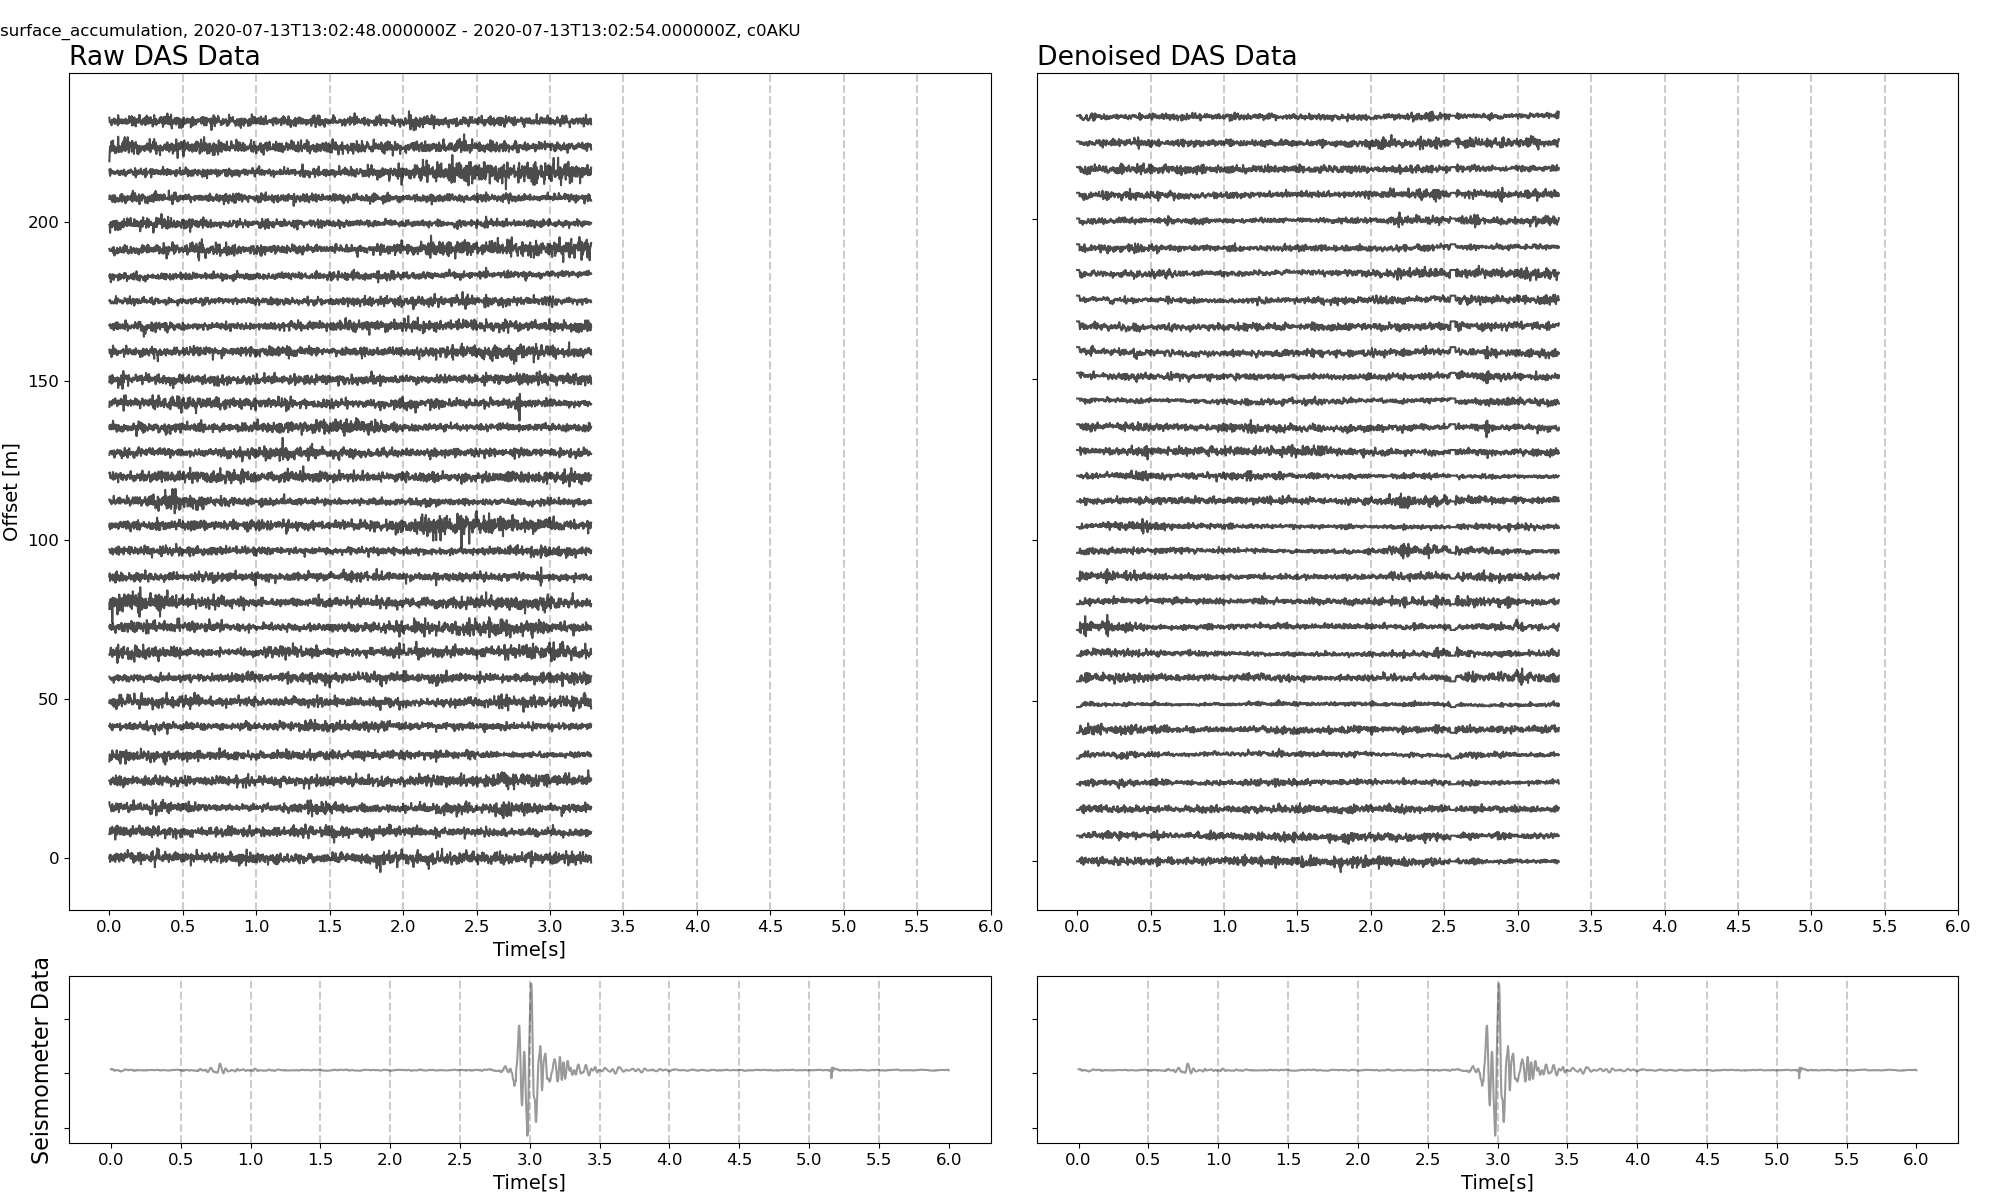 surface_accumulation, 2020-07-13T13:02:48.000000Z - 2020-07-13T13:02:54.000000Z, c0AKU
Raw DAS Data
Denoised DAS Data
Offset [m]
200
150
100
50
0
0.0 0.5 1.0 1.5 2.0 2.5 3.0 3.5 4.0 4.5 5.0 5.5 6.0
Time[s]
0.0 0.5 1.0 1.5 2.0 2.5 3.0 3.5 4.0 4.5 5.0 5.5 6.0
Seismometer Data
0.0 0.5 1.0 1.5 2.0 2.5 3.0 3.5 4.0 4.5 5.0 5.5 6.0
Time[s]
0.0 0.5 1.0 1.5 2.0 2.5 3.0 3.5 4.0 4.5 5.0 5.5 6.0
Time[s]